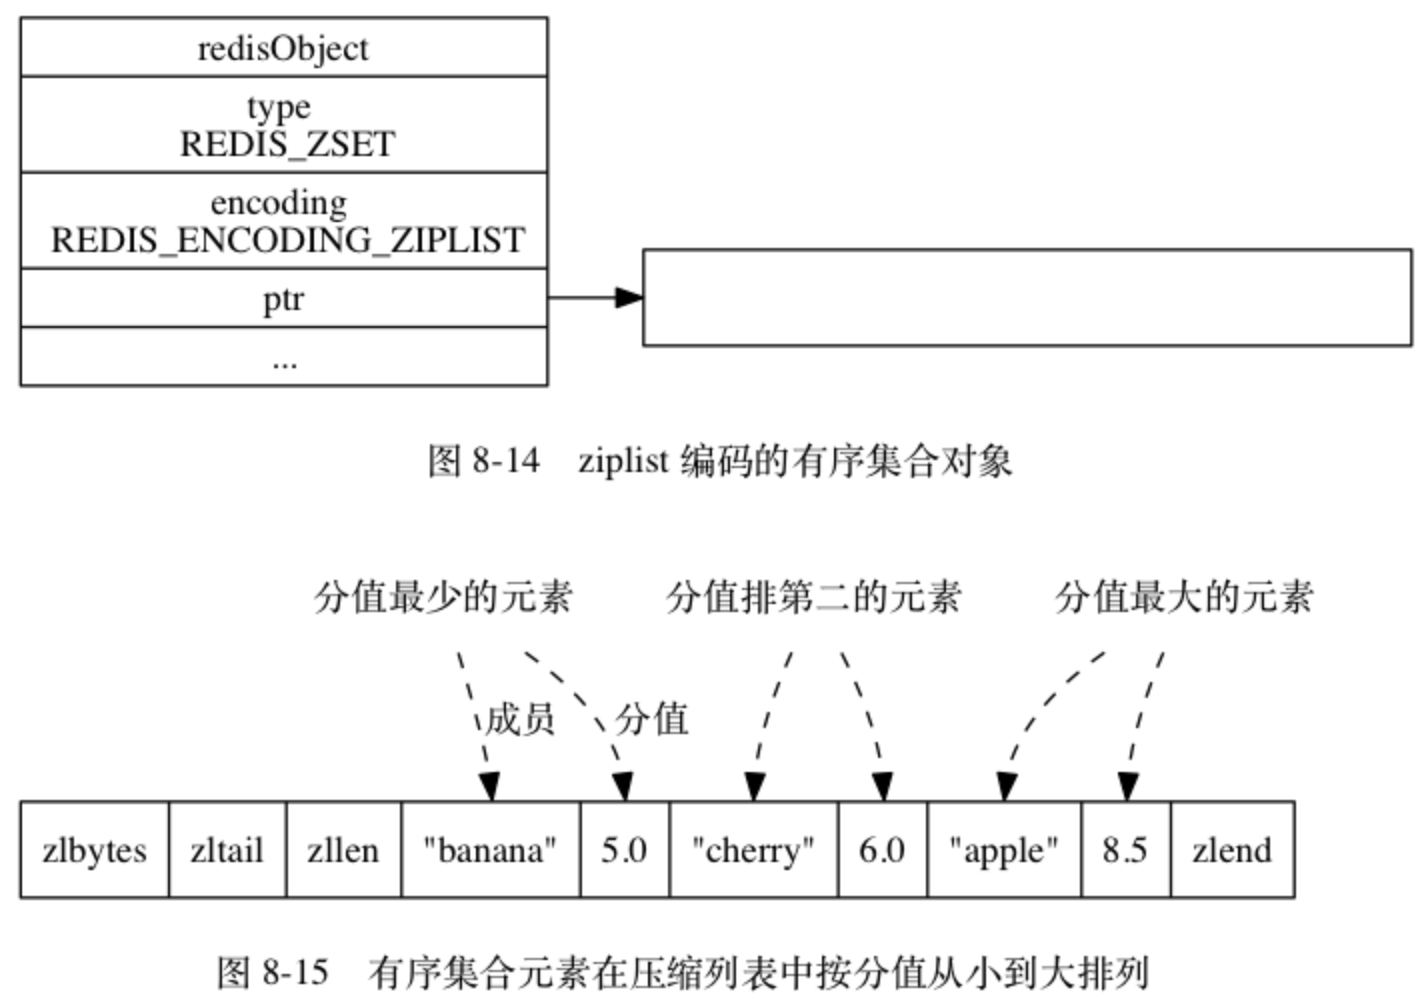 redisObject
type
REDIS_ZSET
encoding
REDIS_ENCODING_ZIPLIST
ptr
...
图 8-14 ziplist 编码的有序集合对象
分值最少的元素 分值排第二的元素 分值最大的元素
成员 分值
zlbytes zltail zllen "banana" 5.0 "cherry" 6.0 "apple" 8.5 zlend
图 8-15 有序集合元素在压缩列表中按分值从小到大排列